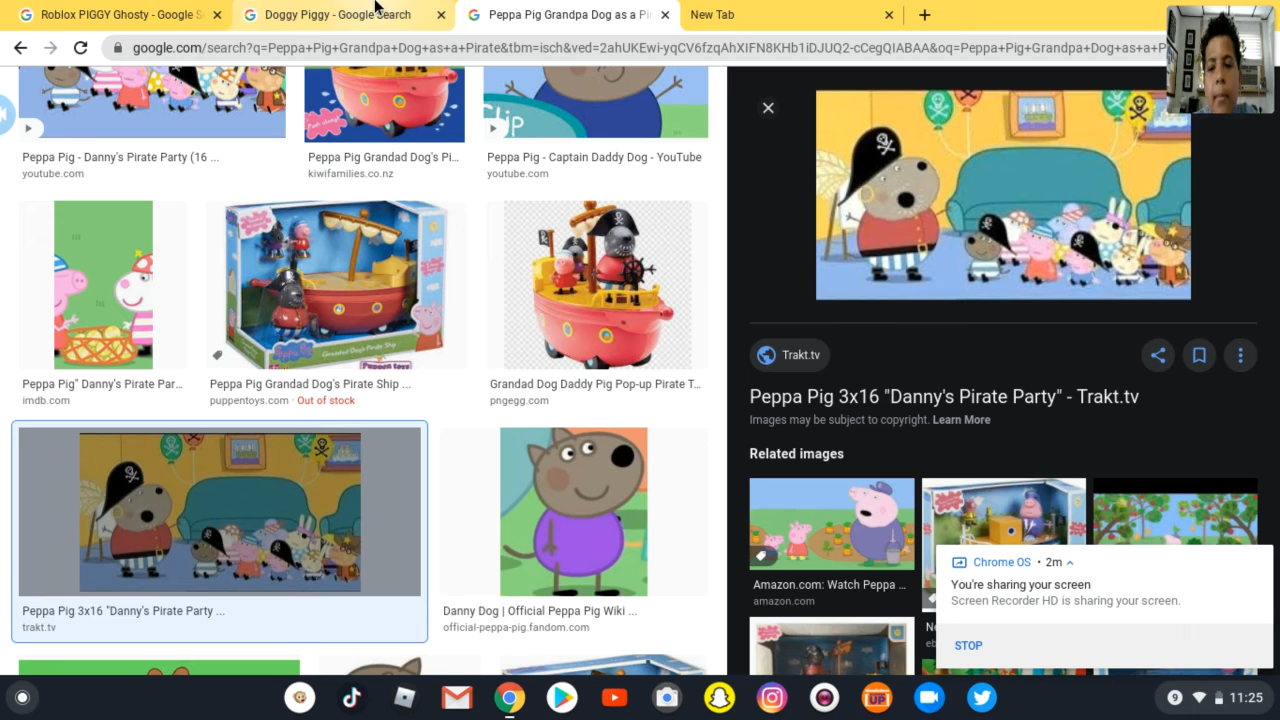 Roblox PIGGY Ghosty - Google S
Doggy Piggy - Google Search
Peppa Pig Grandpa Dog as a Pi
New Tab
google.com/search?q=Peppa+Pig+Grandpa+Dog+as+a+Pirate&tbm=isch&ved=2ahUKEwi-yqCV6fzqAhXIFN8KHb1iDJUQ2-cCegQIABAA&oq=Peppa+Pig+Grandpa+Dog+as+a+P
Clip
Peppa Pig - Danny's Pirate Party (16 ...
youtube.com
Peppa Pig Grandad Dog's Pi...
kiwifamilies.co.nz
Peppa Pig - Captain Daddy Dog - YouTube
youtube.com
Peppa Pig" Danny's Pirate Par...
imdb.com
Peppa Pig Grandad Dog's Pirate Ship ...
puppentoys.com · Out of stock
Grandad Dog Daddy Pig Pop-up Pirate T...
pngegg.com
Peppa Pig 3x16 "Danny's Pirate Party ...
trakt.tv
Danny Dog | Official Peppa Pig Wiki ...
official-peppa-pig.fandom.com
Trakt.tv
Peppa Pig 3x16 "Danny's Pirate Party" - Trakt.tv
Images may be subject to copyright. Learn More
Related images
Amazon.com: Watch Peppa ...
amazon.com
Chrome OS • 2m
You're sharing your screen
Screen Recorder HD is sharing your screen.
STOP
9
11:25